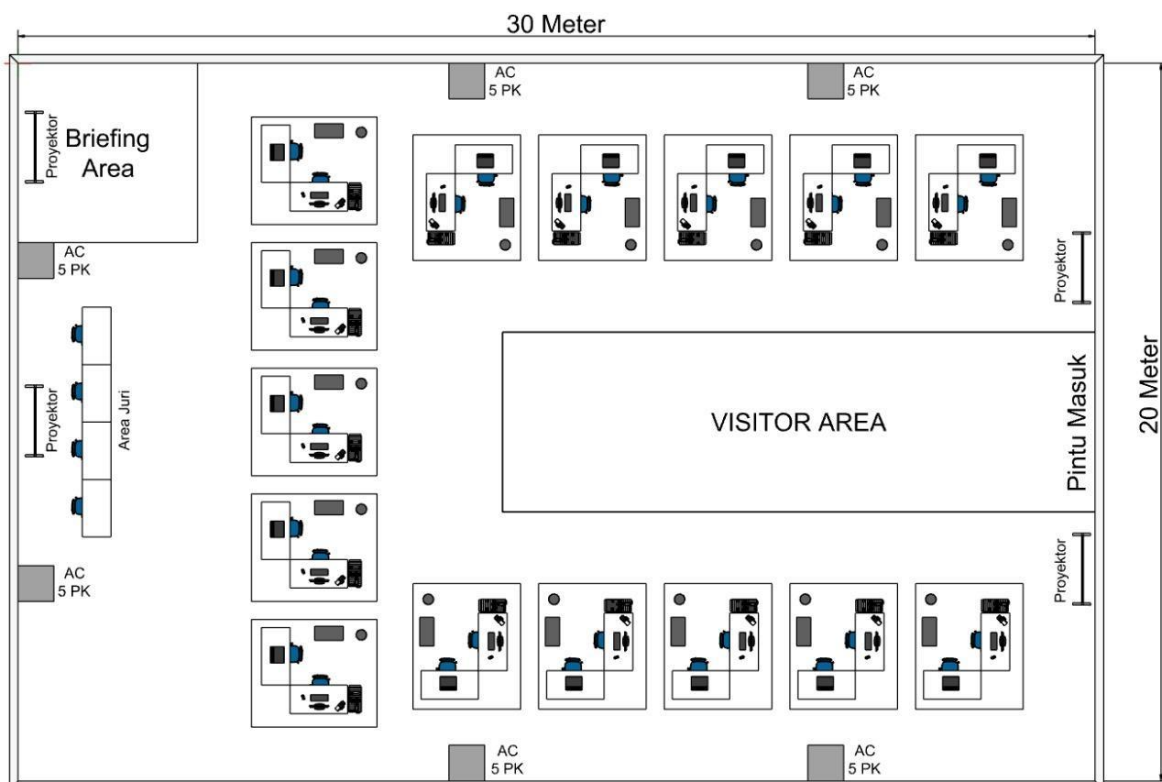 30 Meter
AC
5 PK
AC
5 PK
Proyektor
Briefing
Area
AC
5 PK
Proyektor
Proyektor
Area Juri
VISITOR AREA
Pintu Masuk
20 Meter
Proyektor
AC
5 PK
AC
5 PK
AC
5 PK